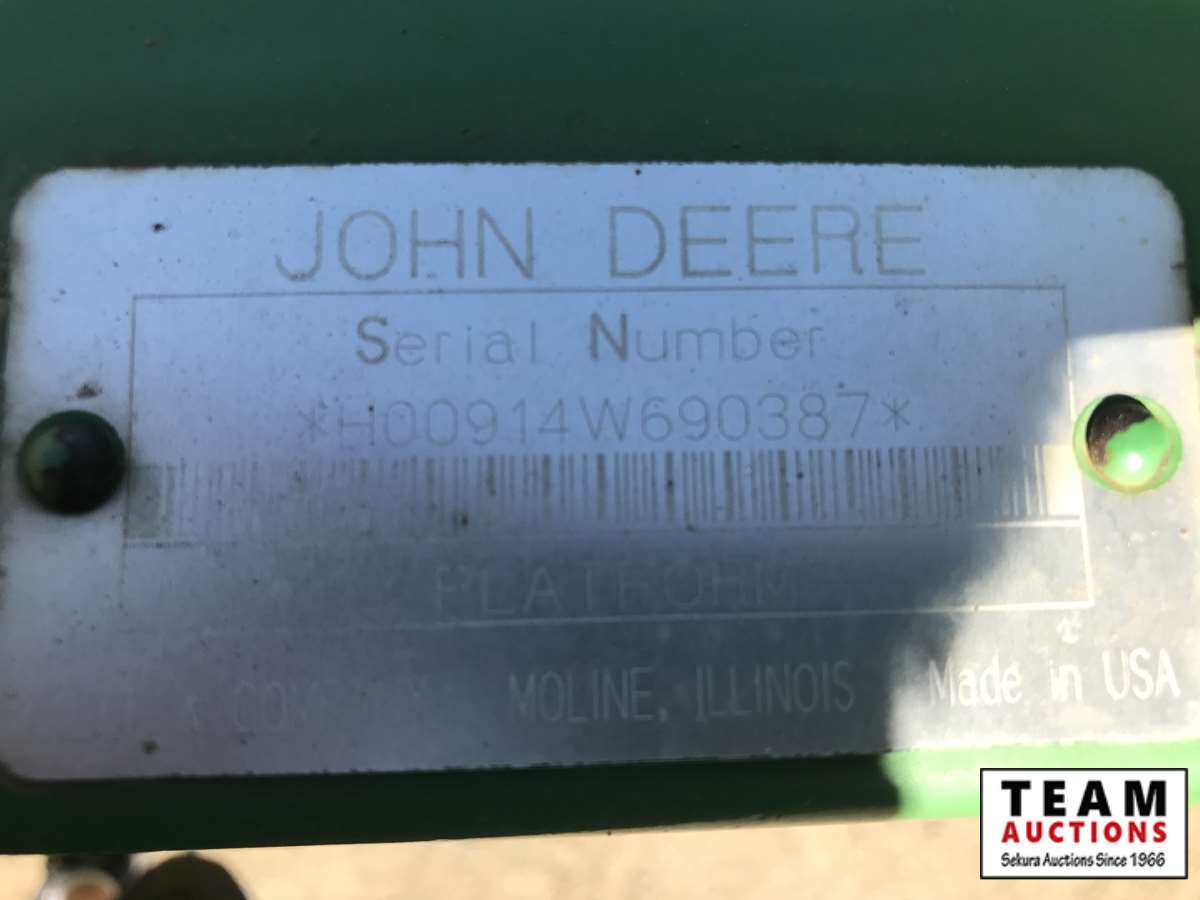 JOHN DEERE
Serial Number
*H00914W690387*
PLATFORM
MOLINE, ILLINOIS Made in USA
TEAM
AUCTIONS
Sekura Auctions Since 1966